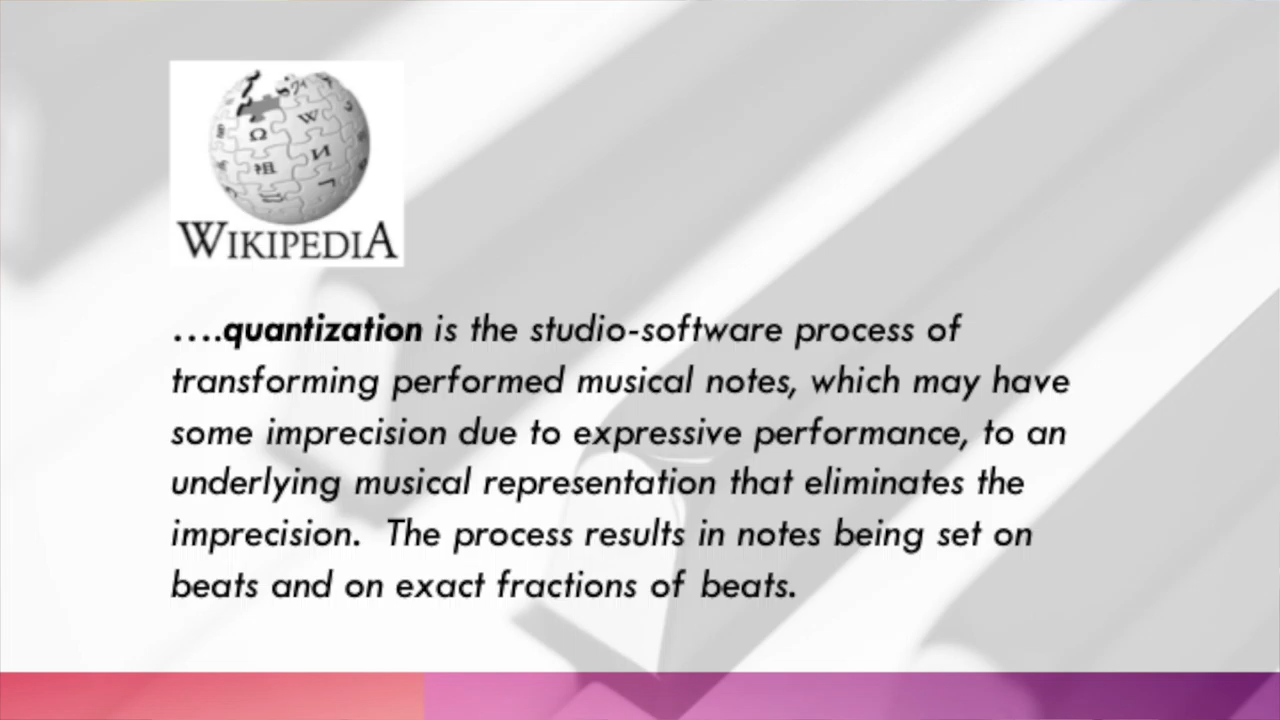 Ω W И 祖
WIKIPEDIA
....quantization is the studio-software process of
transforming performed musical notes, which may have
some imprecision due to expressive performance, to an
underlying musical representation that eliminates the
imprecision. The process results in notes being set on
beats and on exact fractions of beats.